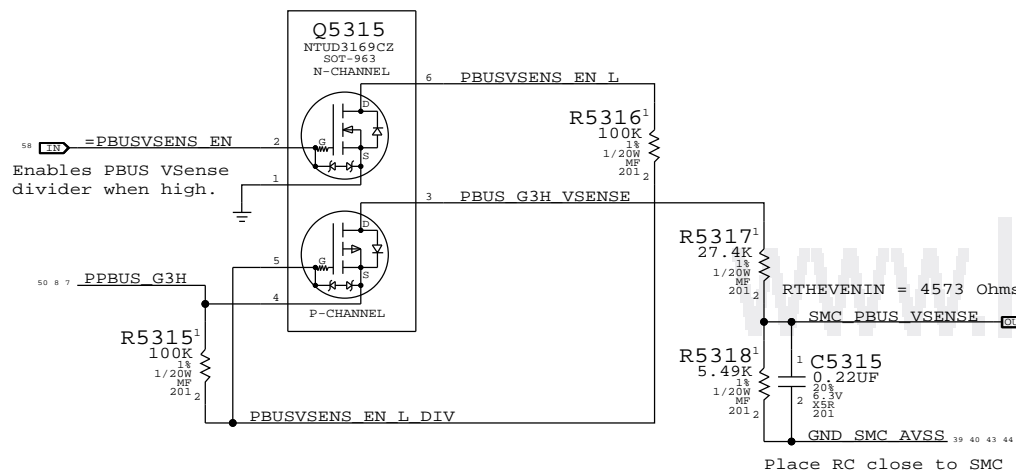 Q5315
NTUD3169CZ
SOT-963
N-CHANNEL
6 PBUSVSENS_EN_L
D
R5316 1
100K
1%
1/20W
MF
201 2
58 IN =PBUSVSENS_EN 2
G
S
Enables PBUS VSense
divider when high.
1
3 PBUS_G3H_VSENSE
D
R5317 1
27.4K
1%
1/20W
MF
201 2
5
G
S
50 8 7 PPBUS_G3H
4
P-CHANNEL
RTHEVENIN = 4573 Ohms
SMC_PBUS_VSENSE
R5315 1
100K
1%
1/20W
MF
201 2
R5318 1
5.49K
1%
1/20W
MF
201 2
1 C5315
0.22UF
20%
6.3V
2 X5R
201
PBUSVSENS_EN_L_DIV
GND_SMC_AVSS 39 40 43 44
Place RC close to SMC
www.